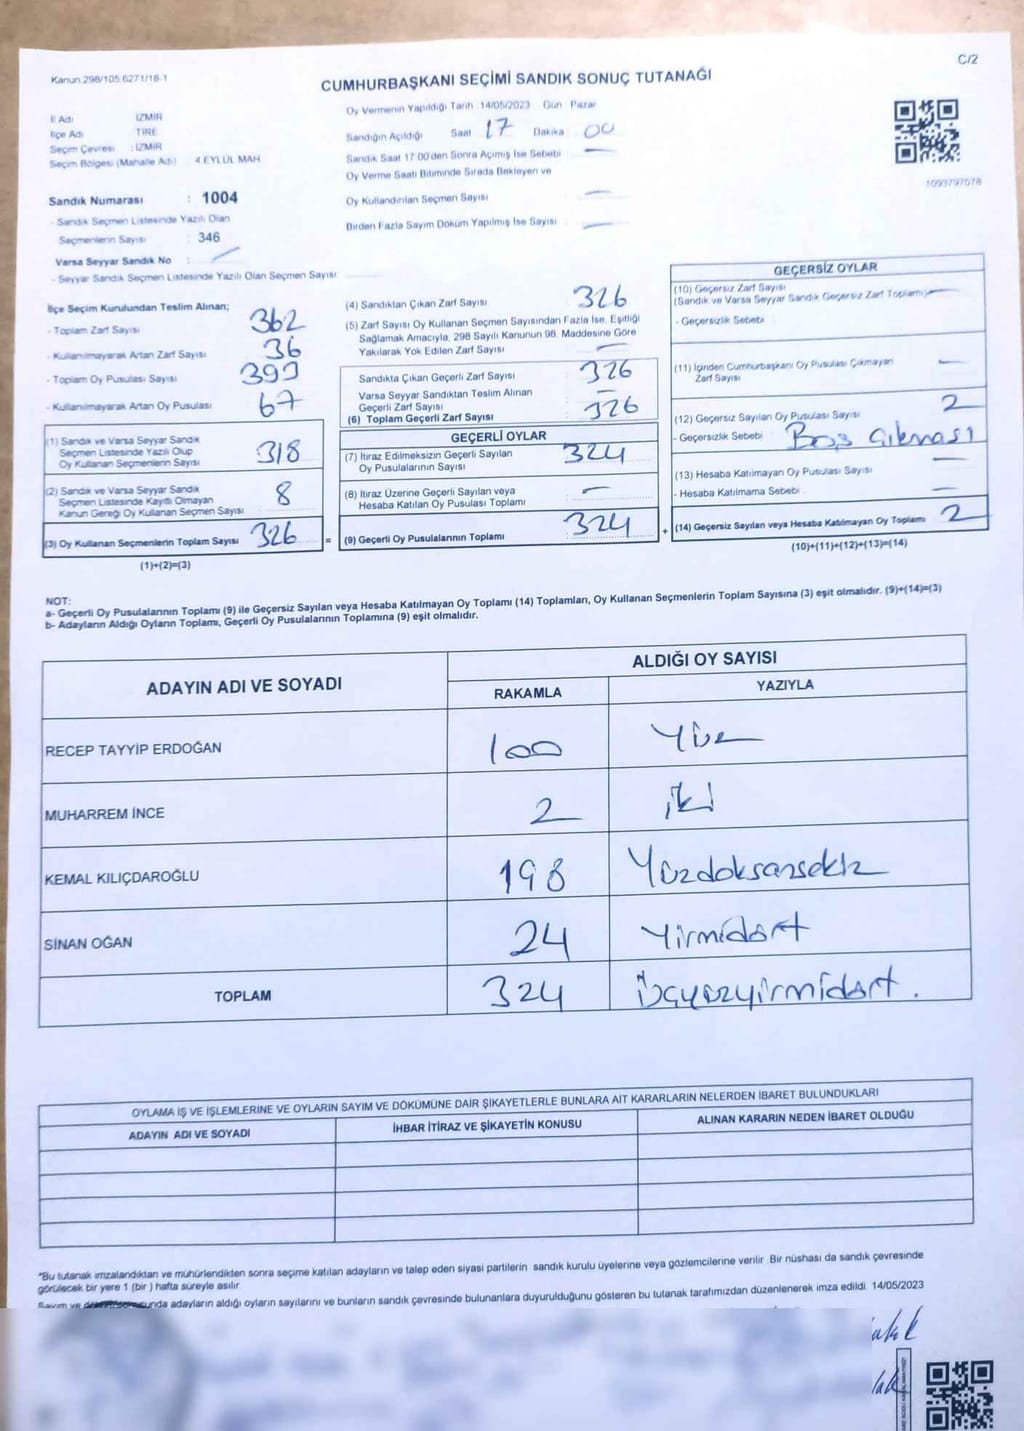 Kanun 298/105 6271/18-1
C/2
CUMHURBAŞKANI SEÇİMİ SANDIK SONUÇ TUTANAĞI
İl Adı İZMİR
İlçe Adı TİRE
Seçim Çevresi : İZMİR
Seçim Bölgesi (Mahalle Adı) 4 EYLÜL MAH
Sandık Numarası : 1004
- Sandık Seçmen Listesinde Yazılı Olan
Seçmenlerin Sayısı : 346
Varsa Seyyar Sandık No :
- Seyyar Sandık Seçmen Listesinde Yazılı Olan Seçmen Sayısı
Oy Vermenin Yapıldığı Tarih 14/05/2023 Gün Pazar
Sandığın Açıldığı Saat 17 Dakika 00
Sandık Saat 17:00'den Sonra Açılmış İse Sebebi
Oy Verme Saati Bitiminde Sırada Bekleyen ve
Oy Kullandırılan Seçmen Sayısı
Birden Fazla Sayım Döküm Yapılmış İse Sayısı
1093797078
İlçe Seçim Kurulundan Teslim Alınan;
- Toplam Zarf Sayısı 362
- Kullanılmayarak Artan Zarf Sayısı 36
- Toplam Oy Pusulası Sayısı 393
- Kullanılmayarak Artan Oy Pusulası 67
(1) Sandık ve Varsa Seyyar Sandık
Seçmen Listesinde Yazılı Olup
Oy Kullanan Seçmenlerin Sayısı 318
(2) Sandık ve Varsa Seyyar Sandık
Seçmen Listesinde Kayıtlı Olmayan
Kanun Gereği Oy Kullanan Seçmen Sayısı 8
(3) Oy Kullanan Seçmenlerin Toplam Sayısı 326
(1)+(2)=(3)
(4) Sandıktan Çıkan Zarf Sayısı 326
(5) Zarf Sayısı Oy Kullanan Seçmen Sayısından Fazla İse, Eşitliği
Sağlamak Amacıyla, 298 Sayılı Kanunun 98. Maddesine Göre
Yakılarak Yok Edilen Zarf Sayısı
Sandıkta Çıkan Geçerli Zarf Sayısı 326
Varsa Seyyar Sandıktan Teslim Alınan
Geçerli Zarf Sayısı
(6) Toplam Geçerli Zarf Sayısı 326
=
GEÇERLİ OYLAR
(7) İtiraz Edilmeksizin Geçerli Sayılan
Oy Pusulalarının Sayısı 324
(8) İtiraz Üzerine Geçerli Sayılan veya
Hesaba Katılan Oy Pusulası Toplamı
(9) Geçerli Oy Pusulalarının Toplamı 324
+
GEÇERSİZ OYLAR
(10) Geçersiz Zarf Sayısı
(Sandık ve Varsa Seyyar Sandık Geçersiz Zarf Toplamı)
- Geçersizlik Sebebi
(11) İçinden Cumhurbaşkanı Oy Pusulası Çıkmayan
Zarf Sayısı
(12) Geçersiz Sayılan Oy Pusulası Sayısı 2
- Geçersizlik Sebebi Boş çıkması
(13) Hesaba Katılmayan Oy Pusulası Sayısı
- Hesaba Katılmama Sebebi
(14) Geçersiz Sayılan veya Hesaba Katılmayan Oy Toplamı 2
(10)+(11)+(12)+(13)=(14)
NOT:
a- Geçerli Oy Pusulalarının Toplamı (9) ile Geçersiz Sayılan veya Hesaba Katılmayan Oy Toplamı (14) Toplamları, Oy Kullanan Seçmenlerin Toplam Sayısına (3) eşit olmalıdır. (9)+(14)=(3)
b- Adayların Aldığı Oyların Toplamı, Geçerli Oy Pusulalarının Toplamına (9) eşit olmalıdır.
ADAYIN ADI VE SOYADI
ALDIĞI OY SAYISI
RAKAMLA YAZIYLA
RECEP TAYYİP ERDOĞAN 100 Yüz
MUHARREM İNCE 2 iki
KEMAL KILIÇDAROĞLU 198 Yüzdoksansekiz
SİNAN OĞAN 24 Yirmidört
TOPLAM 324 Üçyüzyirmidört.
OYLAMA İŞ VE İŞLEMLERİNE VE OYLARIN SAYIM VE DÖKÜMÜNE DAİR ŞİKAYETLERLE BUNLARA AİT KARARLARIN NELERDEN İBARET BULUNDUKLARI
ADAYIN ADI VE SOYADI İHBAR İTİRAZ VE ŞİKAYETİN KONUSU ALINAN KARARIN NEDEN İBARET OLDUĞU
*Bu tutanak imzalandıktan ve mühürlendikten sonra seçime katılan adayların ve talep eden siyasi partilerin sandık kurulu üyelerine veya gözlemcilerine verilir. Bir nüshası da sandık çevresinde
görülecek bir yere 1 (bir) hafta süreyle asılır.
Sayım ve döküm sonucunda adayların aldığı oyların sayılarını ve bunların sandık çevresinde bulunanlara duyurulduğunu gösteren bu tutanak tarafımızdan düzenlenerek imza edildi. 14/05/2023